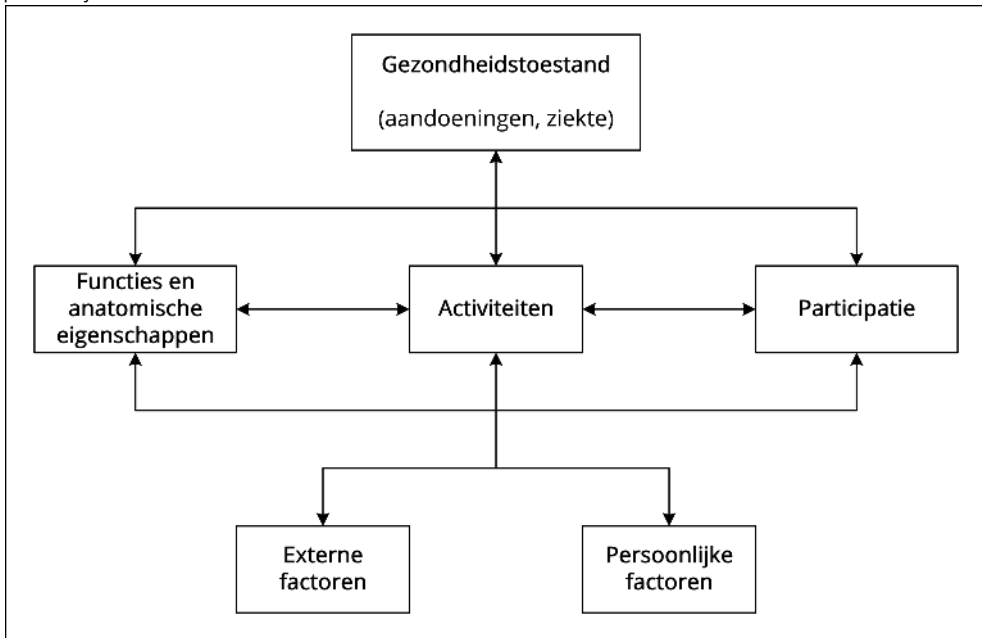 Gezondheidstoestand
(aandoeningen, ziekte)
Functies en
anatomische
eigenschappen
Activiteiten
Participatie
Externe
factoren
Persoonlijke
factoren